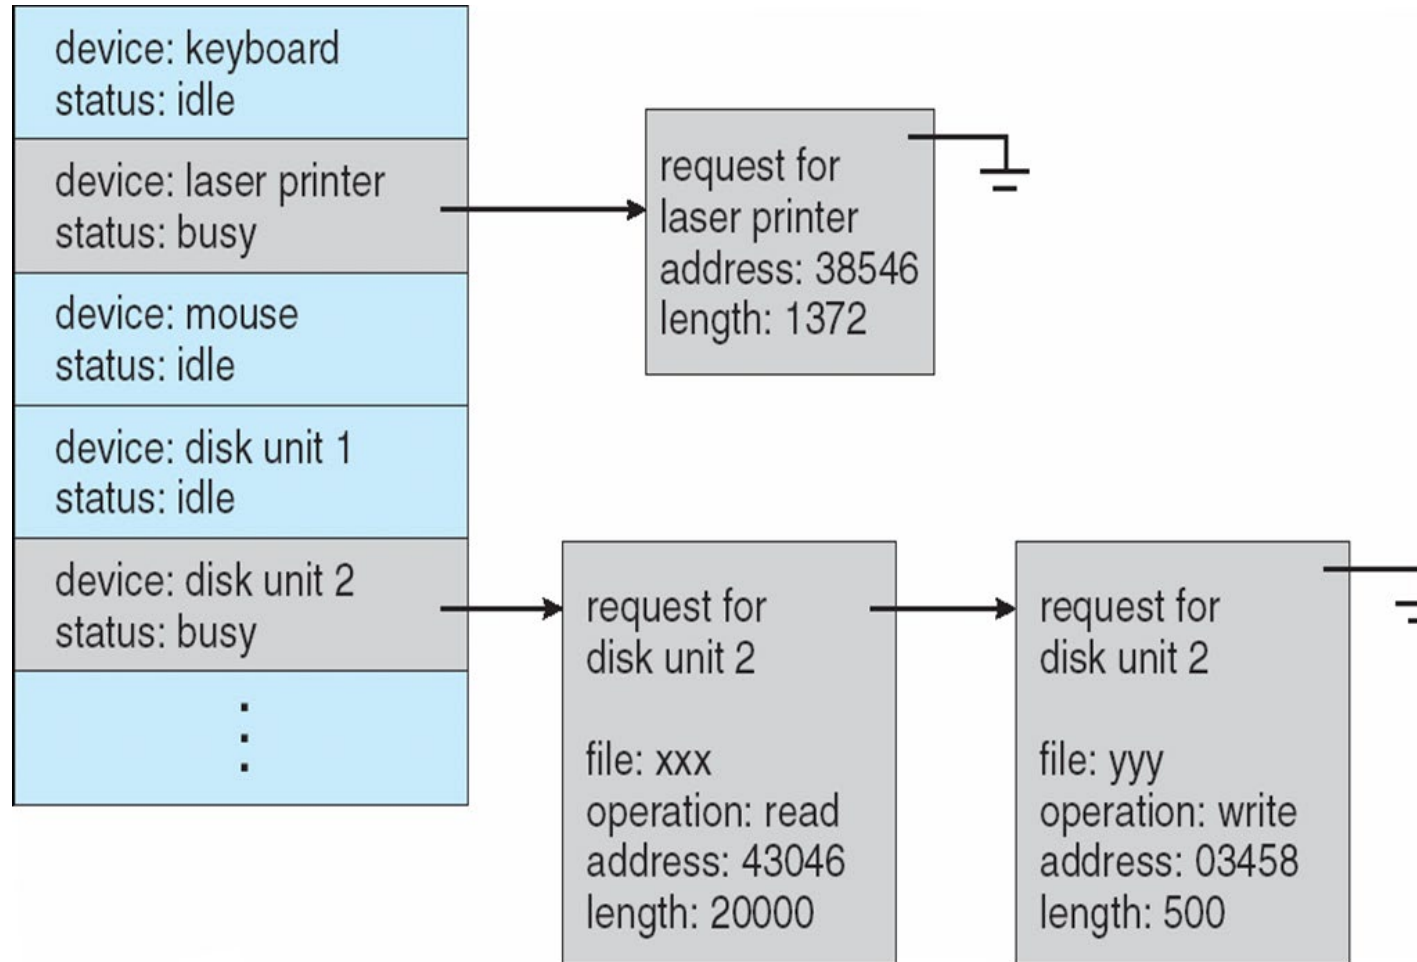 device: keyboard
status: idle
device: laser printer
status: busy
device: mouse
status: idle
device: disk unit 1
status: idle
device: disk unit 2
status: busy
request for
laser printer
address: 38546
length: 1372
request for
disk unit 2
file: xxx
operation: read
address: 43046
length: 20000
request for
disk unit 2
file: yyy
operation: write
address: 03458
length: 500